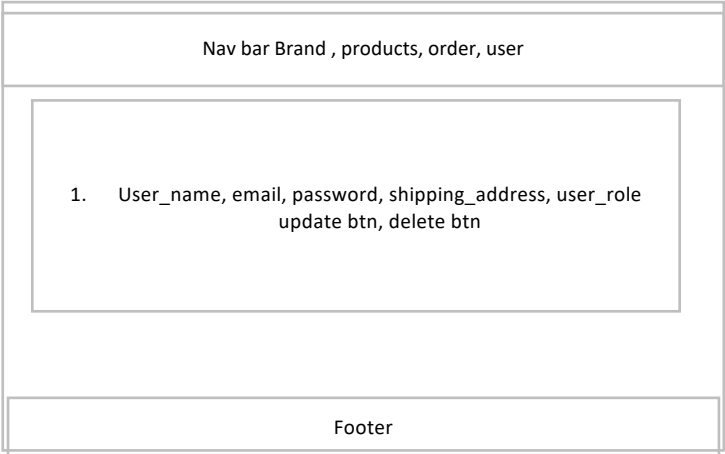 Nav bar Brand , products, order, user
1. User_name, email, password, shipping_address, user_role
update btn, delete btn
Footer